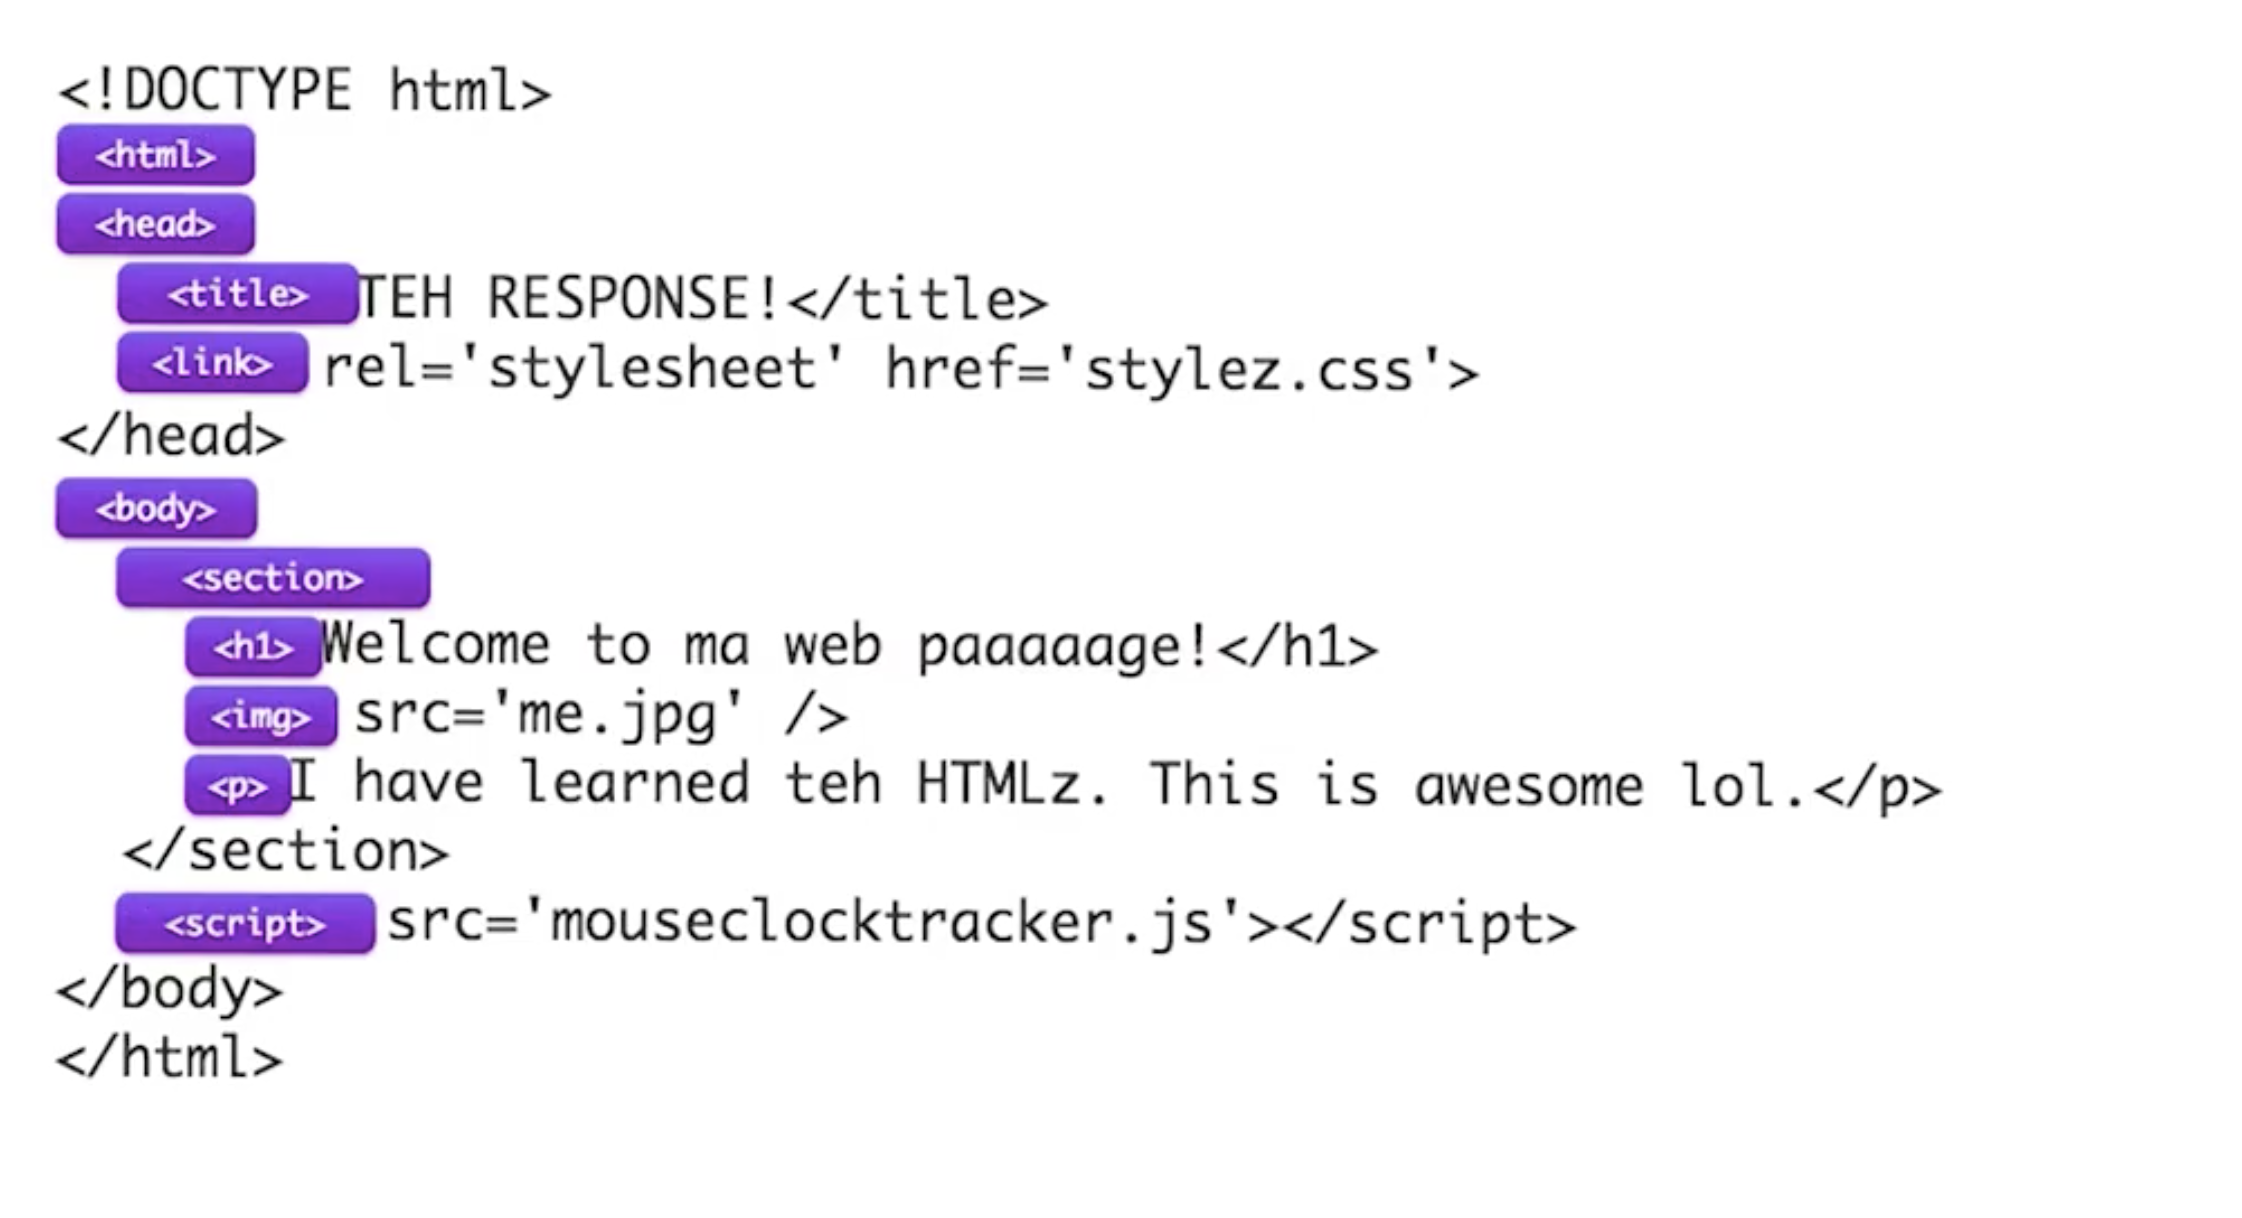 <!DOCTYPE html>
<html>
<head>
<title>TEH RESPONSE!</title>
<link> rel='stylesheet' href='stylez.css'>
</head>
<body>
<section>
<h1>Welcome to ma web paaaaage!</h1>
<img> src='me.jpg' />
<p>I have learned teh HTMLz. This is awesome lol.</p>
</section>
<script> src='mouseclocktracker.js'></script>
</body>
</html>